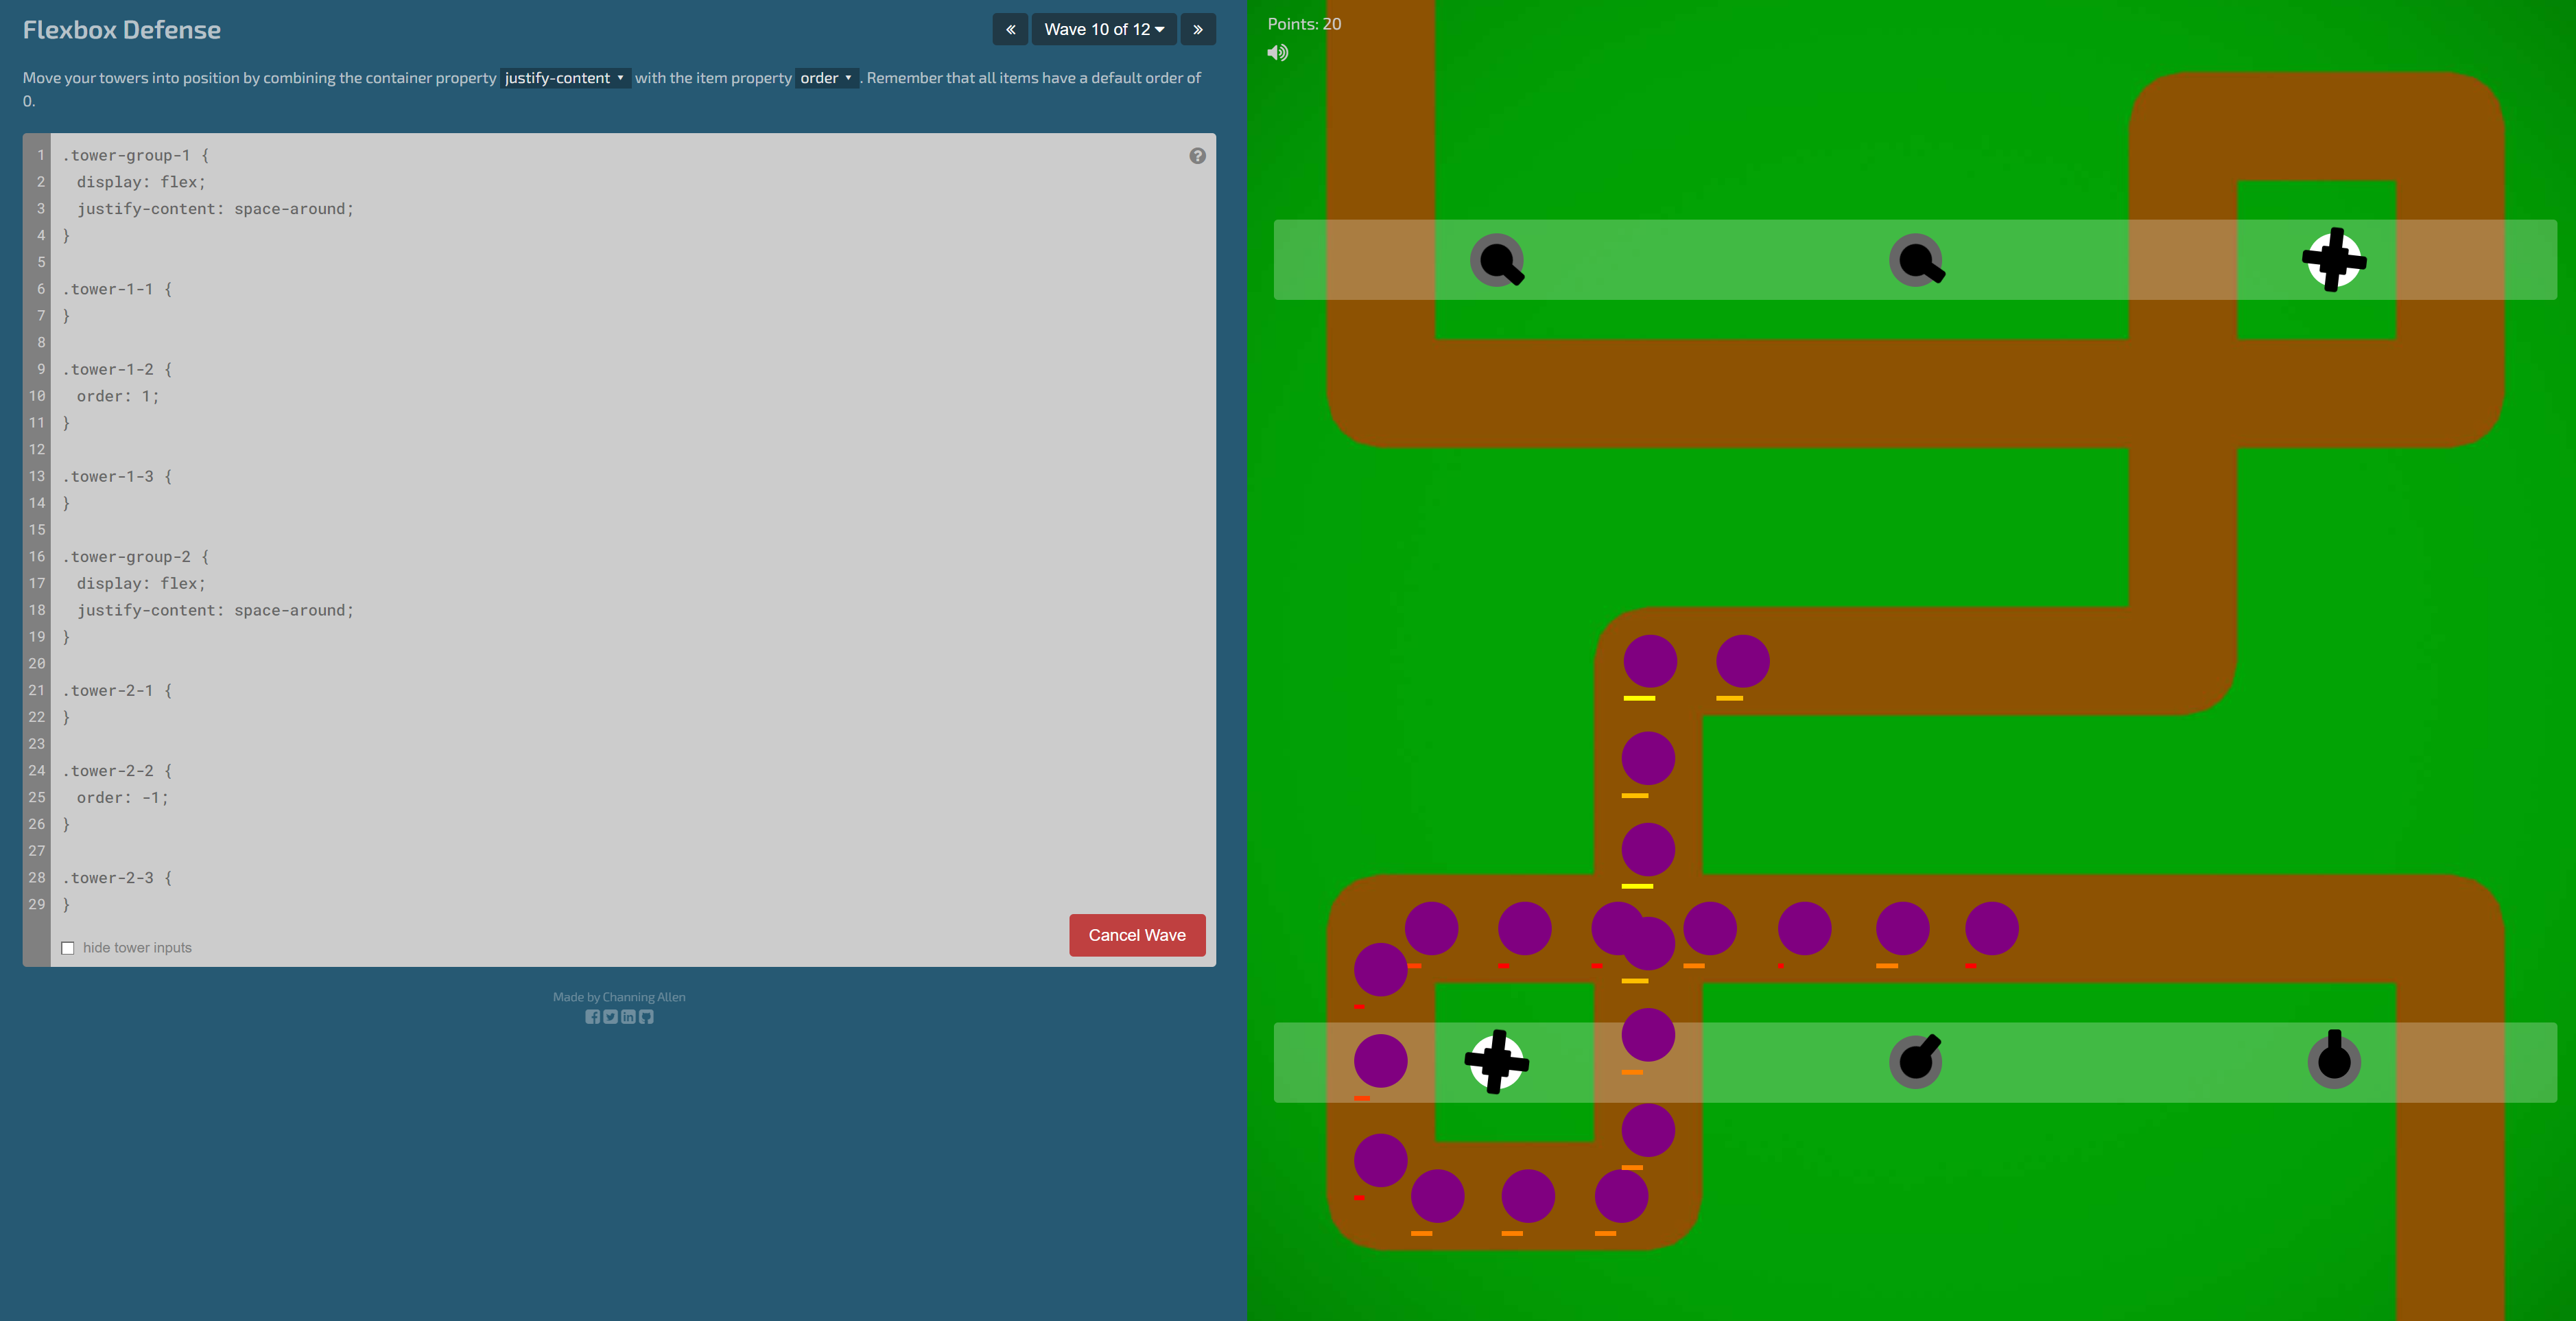 Flexbox Defense
«
Wave 10 of 12
»
Move your towers into position by combining the container property justify-content with the item property order . Remember that all items have a default order of
0.
1 .tower-group-1 {
2 display: flex;
3 justify-content: space-around;
4 }
5
6 .tower-1-1 {
7 }
8
9 .tower-1-2 {
10 order: 1;
11 }
12
13 .tower-1-3 {
14 }
15
16 .tower-group-2 {
17 display: flex;
18 justify-content: space-around;
19 }
20
21 .tower-2-1 {
22 }
23
24 .tower-2-2 {
25 order: -1;
26 }
27
28 .tower-2-3 {
29 }
?
hide tower inputs
Cancel Wave
Made by Channing Allen
Points: 20